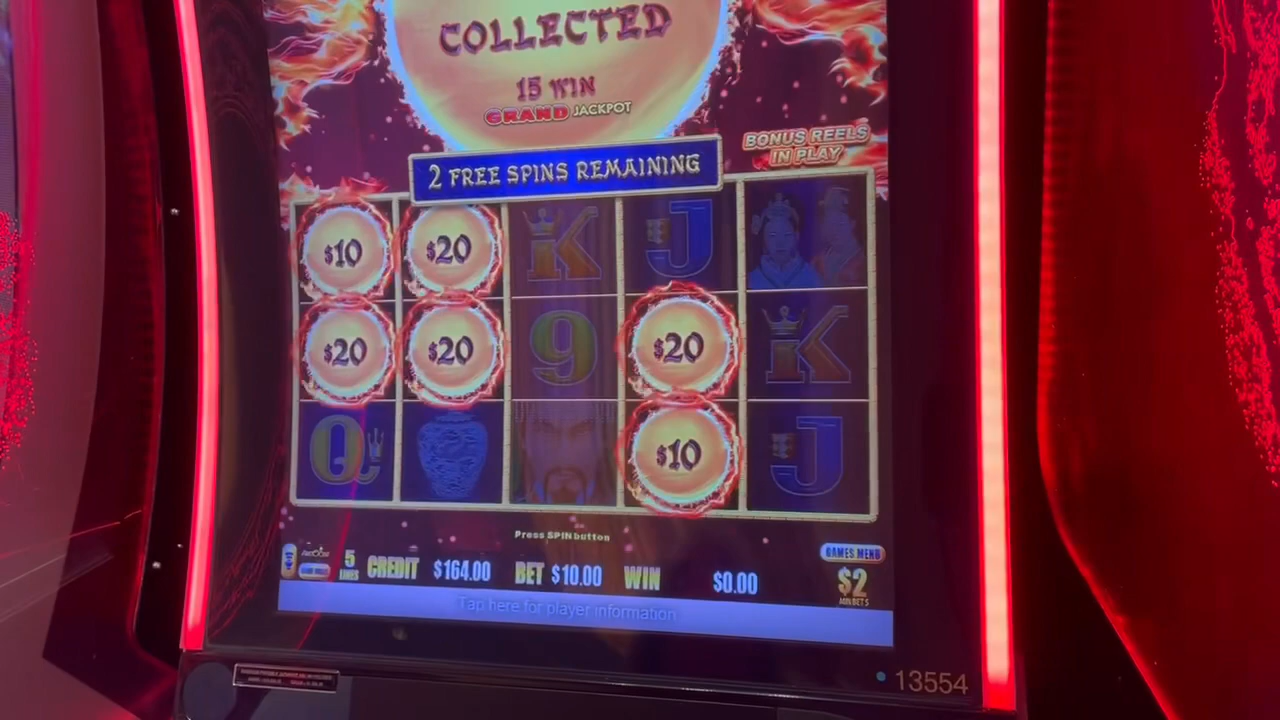 COLLECTED
15 WIN
GRAND JACKPOT
BONUS REELS
IN PLAY
2 FREE SPINS REMAINING
$10
$20
K
J
$20
$20
9
$20
K
Q
$10
J
Press SPIN button
GAMES MENU
5
LINES
CREDIT $164.00
BET $10.00
WIN
$0.00
$2
Tap here for player information
13554